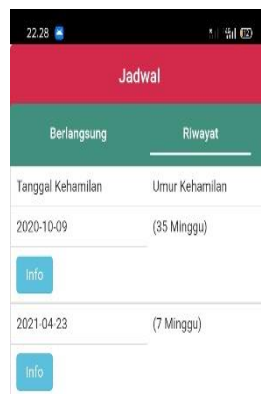 22.28
Jadwal
Berlangsung Riwayat
Tanggal Kehamilan Umur Kehamilan
2020-10-09 (35 Minggu)
Info
2021-04-23 (7 Minggu)
Info